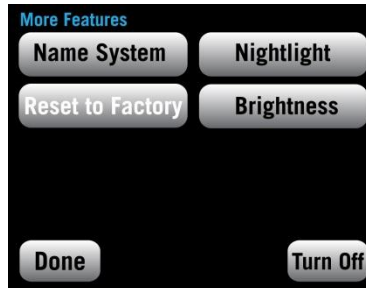 More Features
Name System
Nightlight
Reset to Factory
Brightness
Done
Turn Off